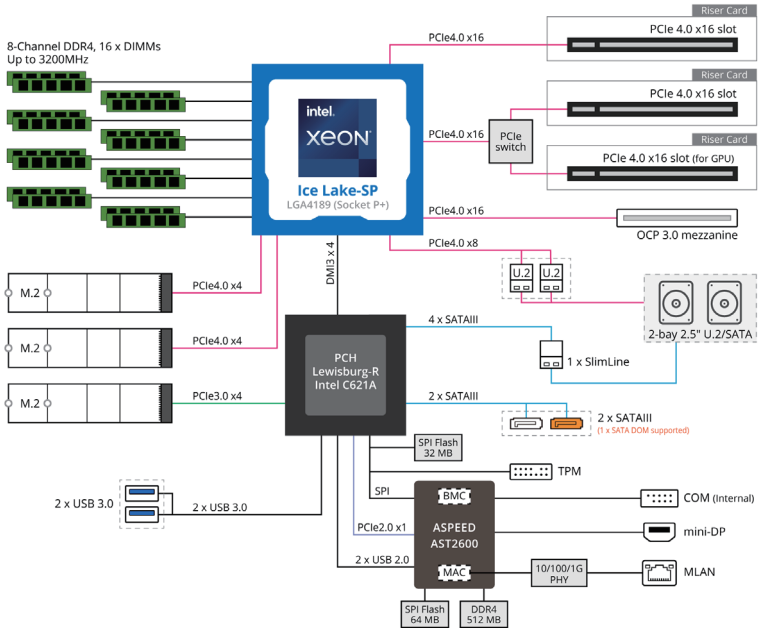 Riser Card
PCIe 4.0 x16 slot
8-Channel DDR4, 16 x DIMMs
Up to 3200MHz
PCIe4.0 x16
Riser Card
PCIe 4.0 x16 slot
intel.
XEON
PCIe4.0 x16
PCIe
switch
Riser Card
PCIe 4.0 x16 slot (for GPU)
Ice Lake-SP
LGA4189 (Socket P+)
PCIe4.0 x16
OCP 3.0 mezzanine
PCIe4.0 x8
DMI3 x 4
U.2
U.2
M.2
PCIe4.0 x4
2-bay 2.5" U.2/SATA
4 x SATAIII
1 x SlimLine
M.2
PCIe4.0 x4
PCH
Lewisburg-R
Intel C621A
M.2
PCIe3.0 x4
2 x SATAIII
2 x SATAIII
(1 x SATA DOM supported)
SPI Flash
32 MB
TPM
SPI
BMC
COM (Internal)
2 x USB 3.0
2 x USB 3.0
PCIe2.0 x1
ASPEED
AST2600
mini-DP
2 x USB 2.0
MAC
10/100/1G
PHY
MLAN
SPI Flash
64 MB
DDR4
512 MB